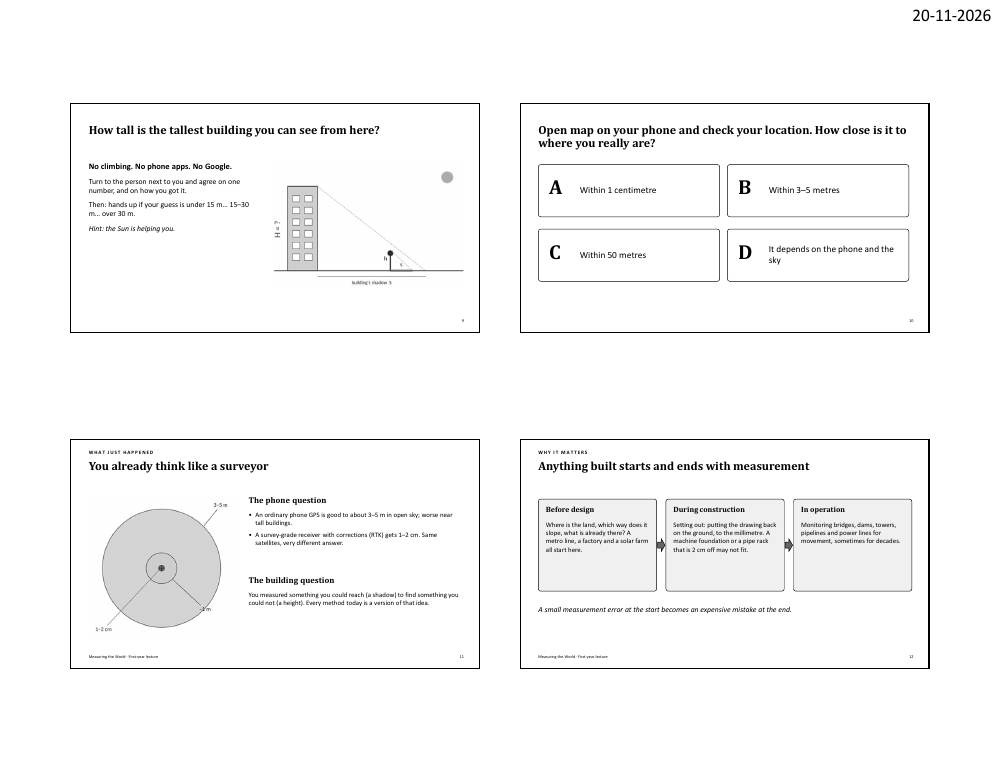 20-11-2026
How tall is the tallest building you can see from here?
No climbing. No phone apps. No Google.
Turn to the person next to you and agree on one
number, and on how you got it.
Then: hands up if your guess is under 15 m… 15–30
m… over 30 m.
Hint: the Sun is helping you.
H = ?
h
s
building's shadow S
9
Open map on your phone and check your location. How close is it to
where you really are?
A
Within 1 centimetre
B
Within 3–5 metres
C
Within 50 metres
D
It depends on the phone and the
sky
10
WHAT JUST HAPPENED
You already think like a surveyor
3–5 m
1 m
1–2 cm
The phone question
• An ordinary phone GPS is good to about 3–5 m in open sky; worse near
tall buildings.
• A survey-grade receiver with corrections (RTK) gets 1–2 cm. Same
satellites, very different answer.
The building question
You measured something you could reach (a shadow) to find something you
could not (a height). Every method today is a version of that idea.
Measuring the World · First-year lecture
11
WHY IT MATTERS
Anything built starts and ends with measurement
Before design
Where is the land, which way does it
slope, what is already there? A
metro line, a factory and a solar farm
all start here.
During construction
Setting out: putting the drawing back
on the ground, to the millimetre. A
machine foundation or a pipe rack
that is 2 cm off may not fit.
In operation
Monitoring bridges, dams, towers,
pipelines and power lines for
movement, sometimes for decades.
A small measurement error at the start becomes an expensive mistake at the end.
Measuring the World · First-year lecture
12